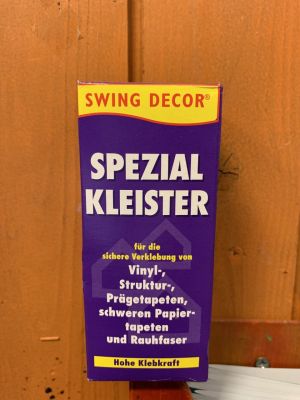 SWING DECOR®
SPEZIAL
KLEISTER
für die
sichere Verklebung von
Vinyl-,
Struktur-,
Prägetapeten,
schweren Papier-
tapeten
und Rauhfaser
Hohe Klebkraft